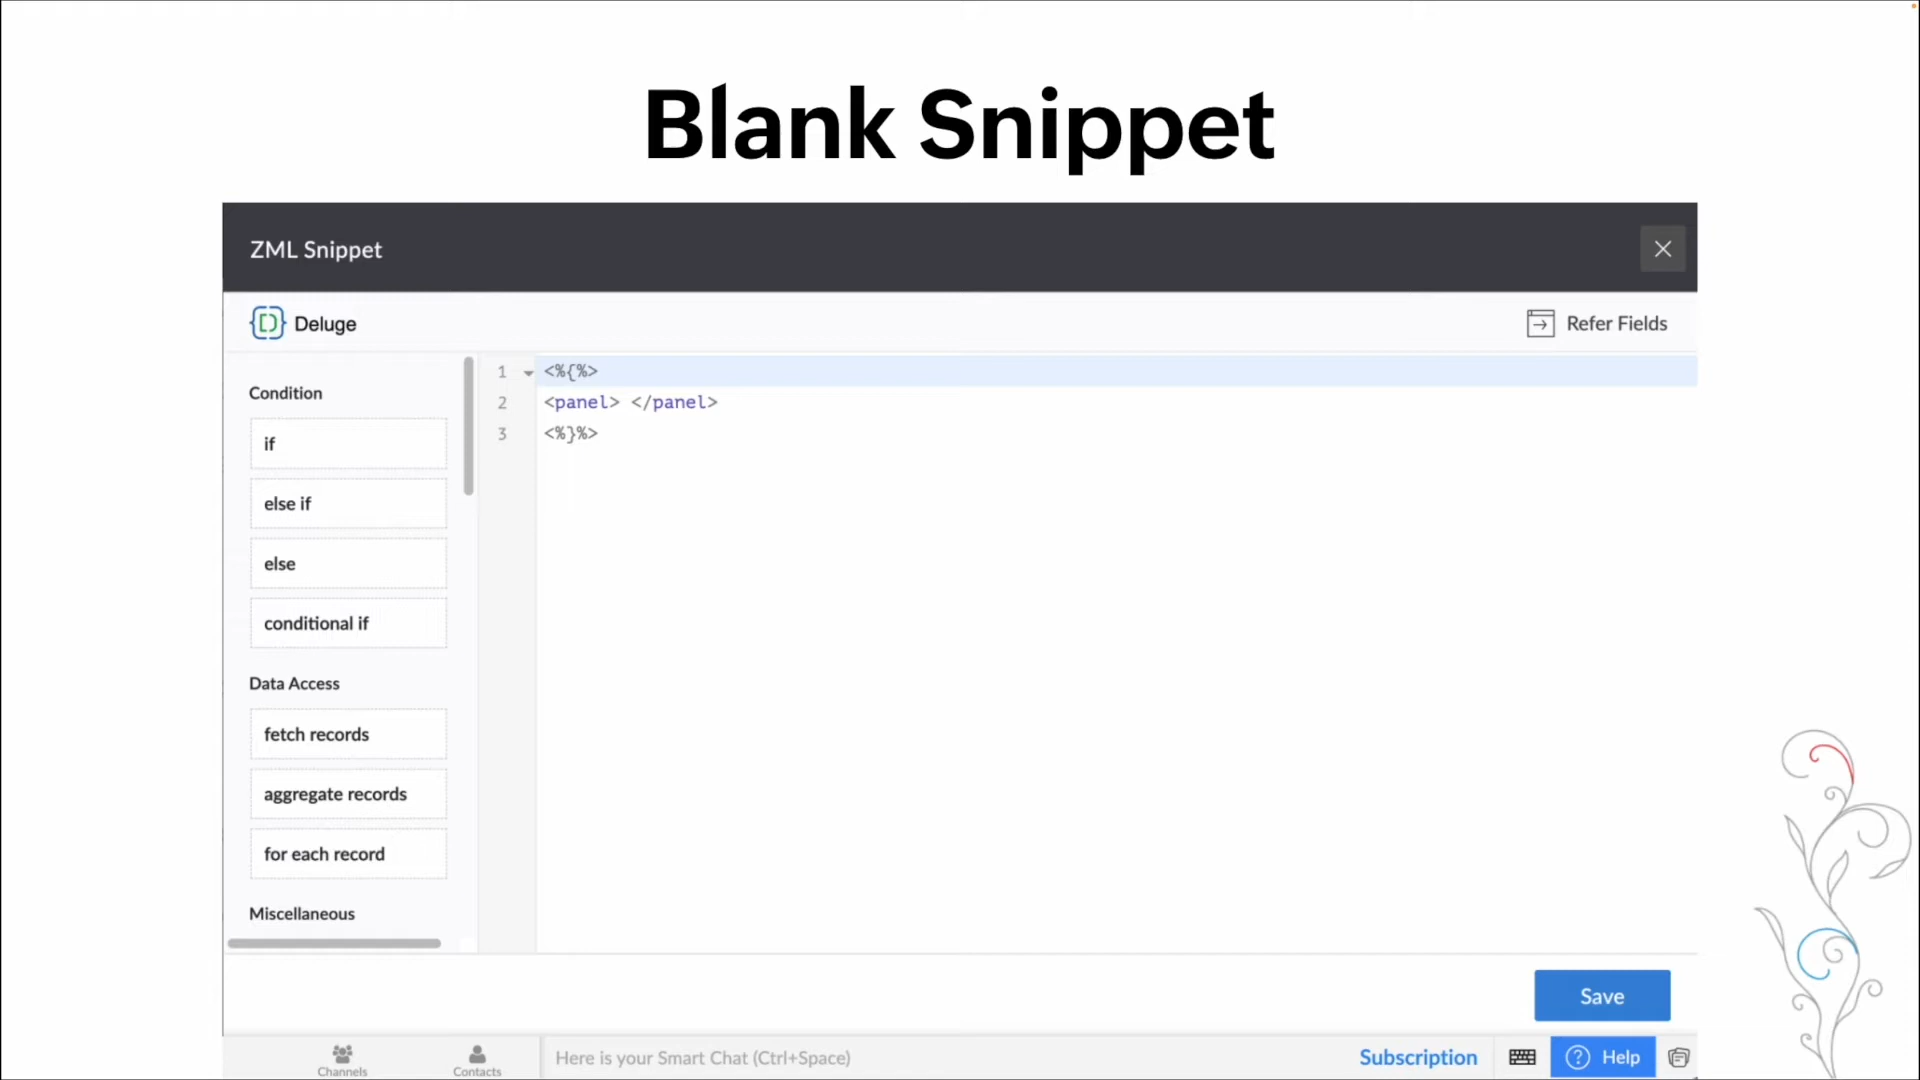 Blank Snippet
ZML Snippet
Deluge
Refer Fields
Condition
if
else if
else
conditional if
Data Access
fetch records
aggregate records
for each record
Miscellaneous
1 <%{%>
2 <panel> </panel>
3 <%}%>
Save
Channels
Contacts
Here is your Smart Chat (Ctrl+Space)
Subscription
Help